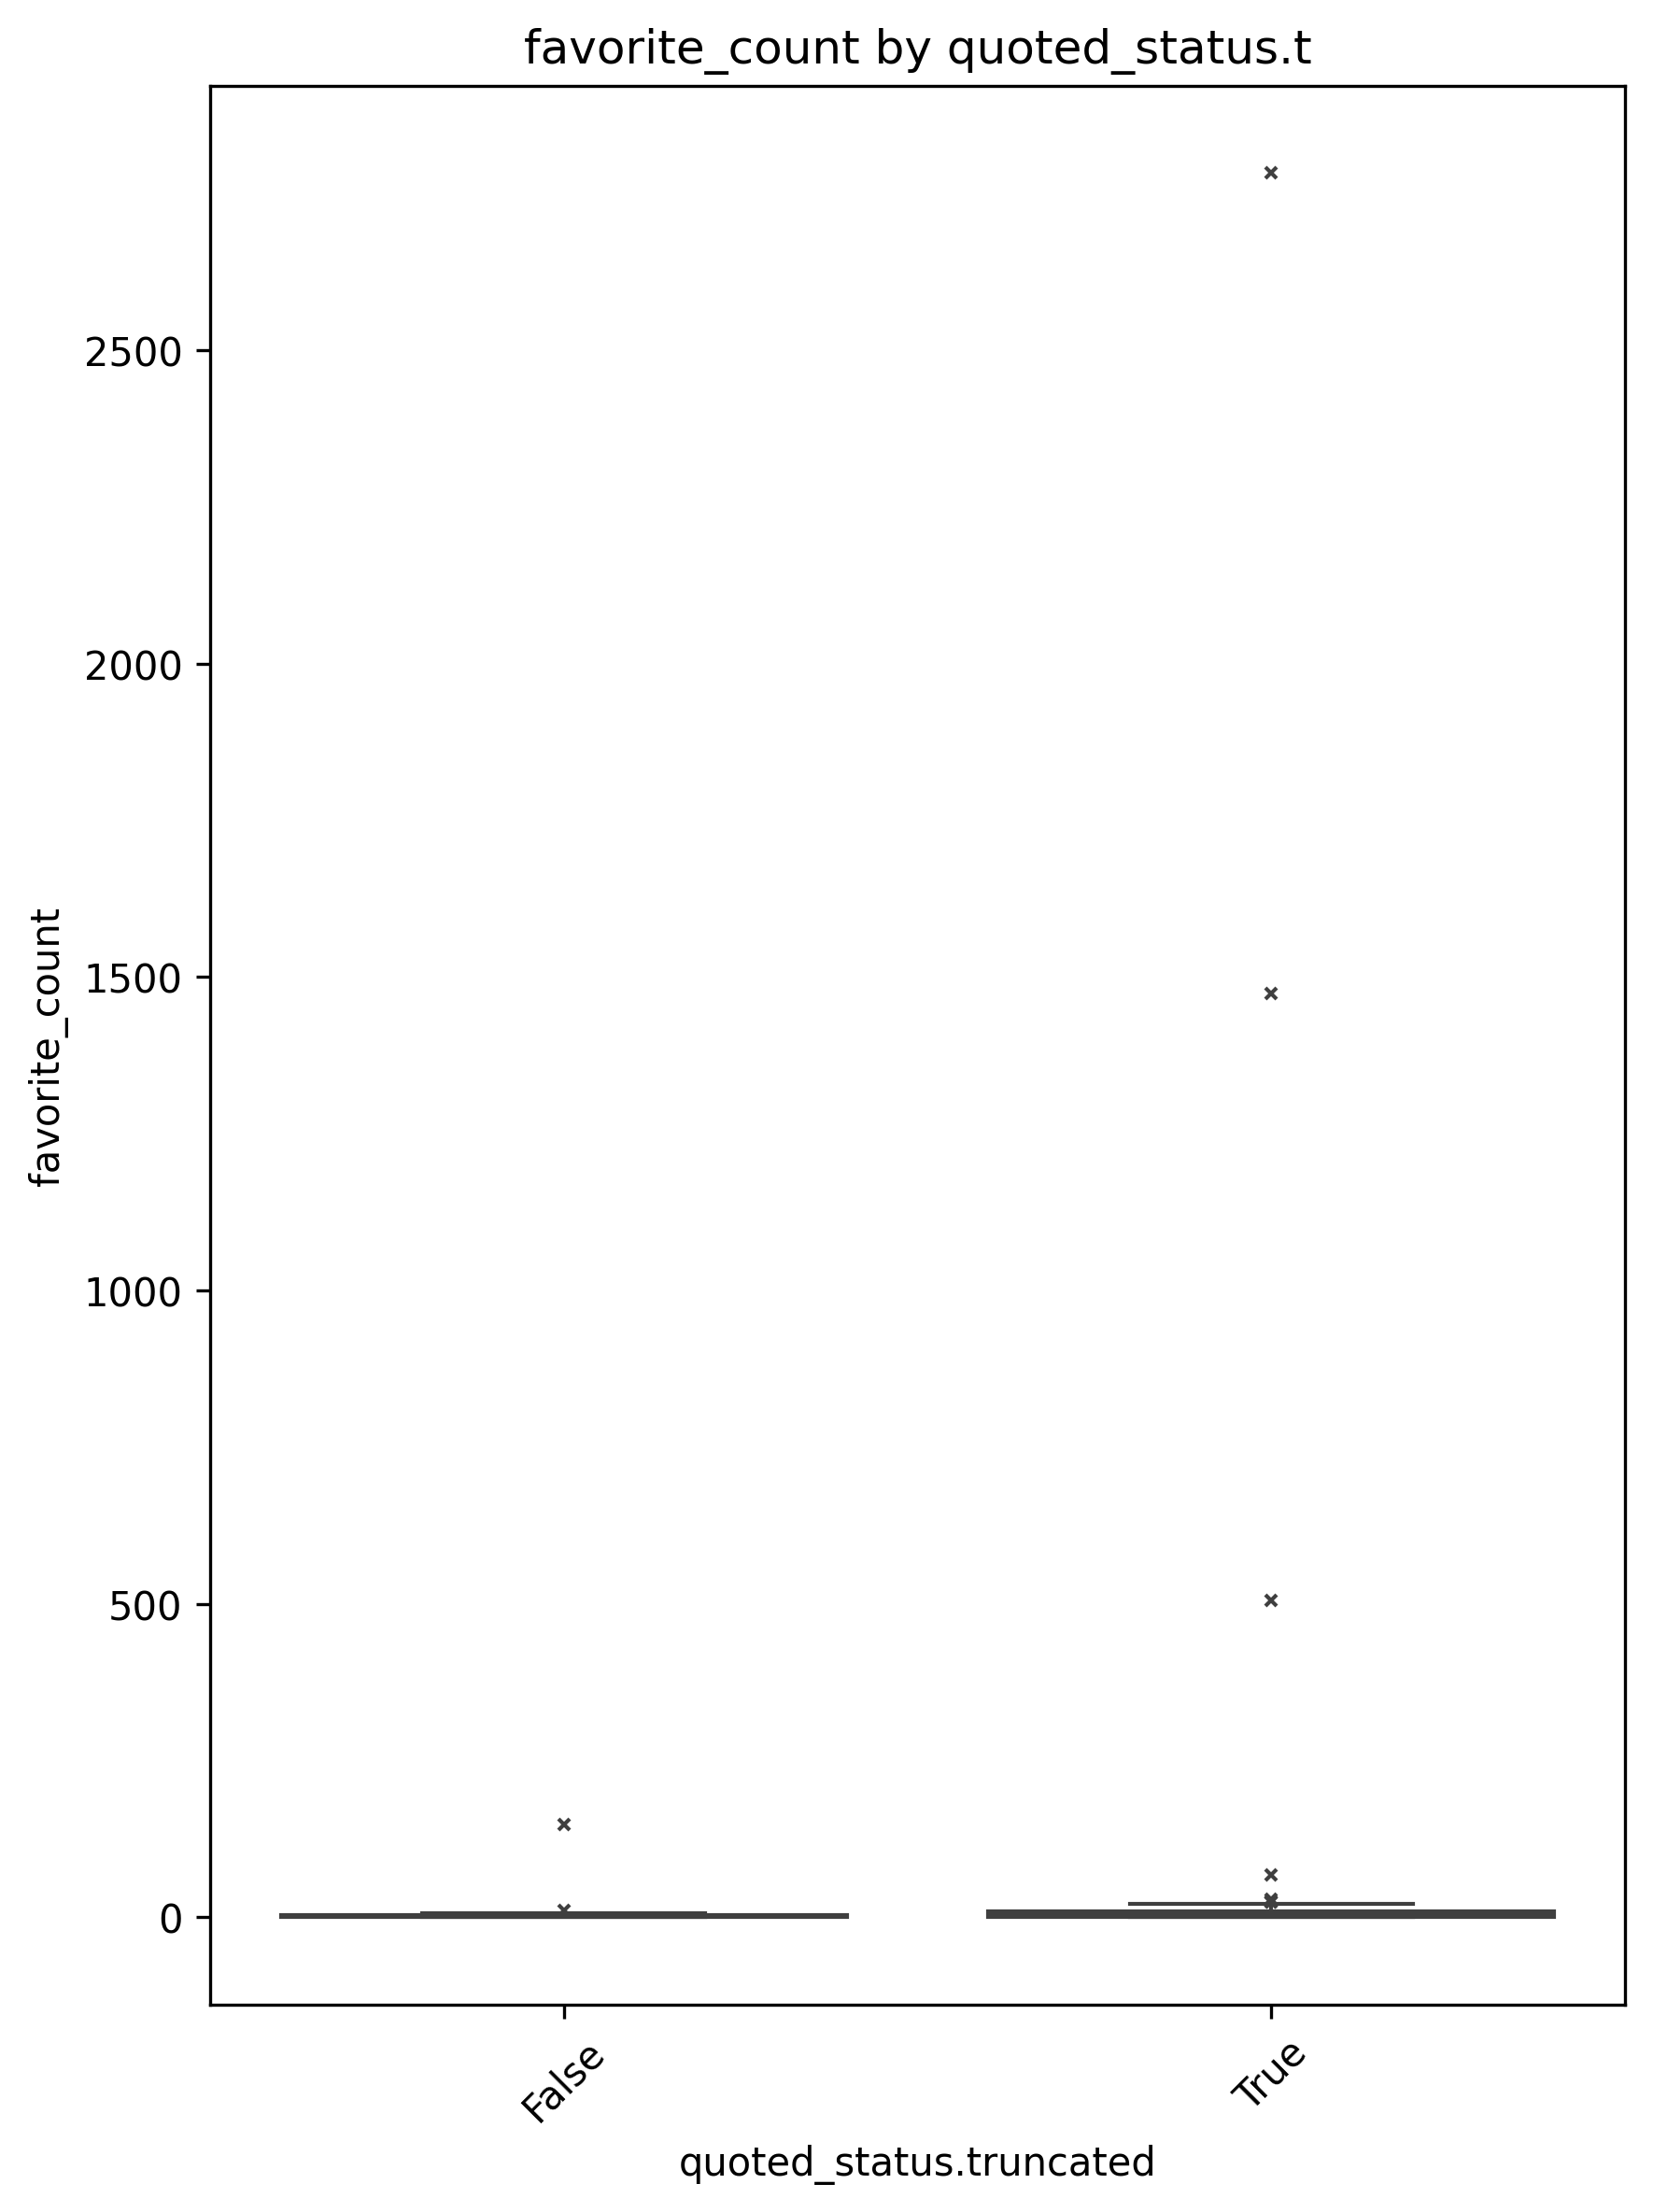 favorite_count by quoted_status.t
2500
2000
1500
1000
500
0
favorite_count
False
True
quoted_status.truncated